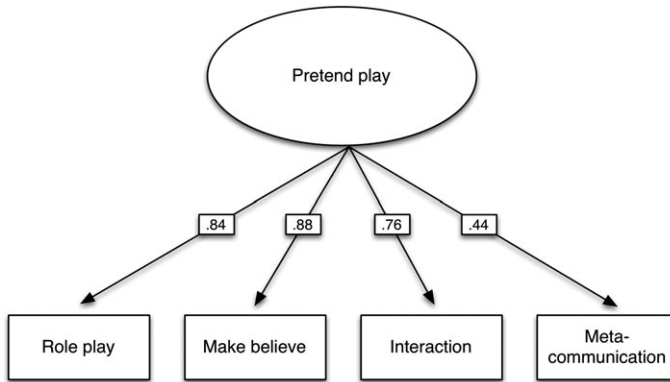 Pretend play
.84
.88
.76
.44
Role play
Make believe
Interaction
Meta-
communication